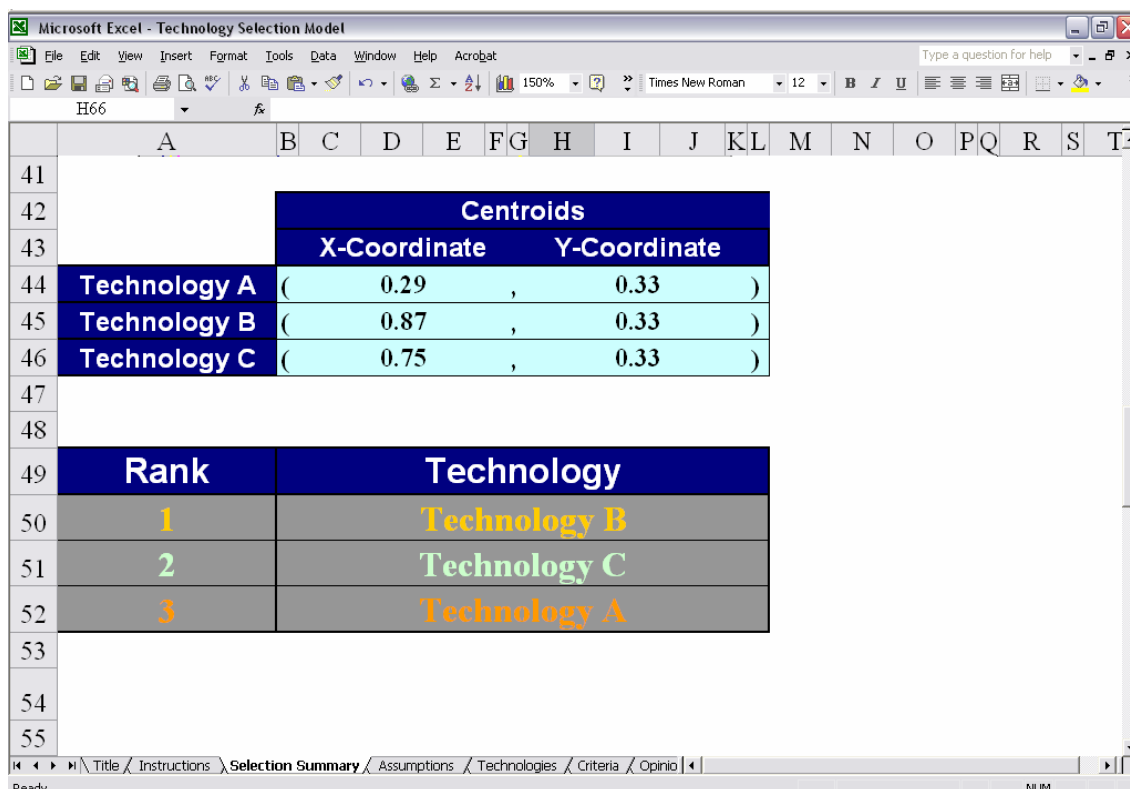 Microsoft Excel - Technology Selection Model
File Edit View Insert Format Tools Data Window Help Acrobat Type a question for help
150% Times New Roman 12 B I U
H66 fx
A B C D E F G H I J K L M N O P Q R S T
41
42 Centroids
43 X-Coordinate Y-Coordinate
44 Technology A ( 0.29 , 0.33 )
45 Technology B ( 0.87 , 0.33 )
46 Technology C ( 0.75 , 0.33 )
47
48
49 Rank Technology
50 1 Technology B
51 2 Technology C
52 3 Technology A
53
54
55
Title Instructions Selection Summary Assumptions Technologies Criteria Opinio
Ready NUM